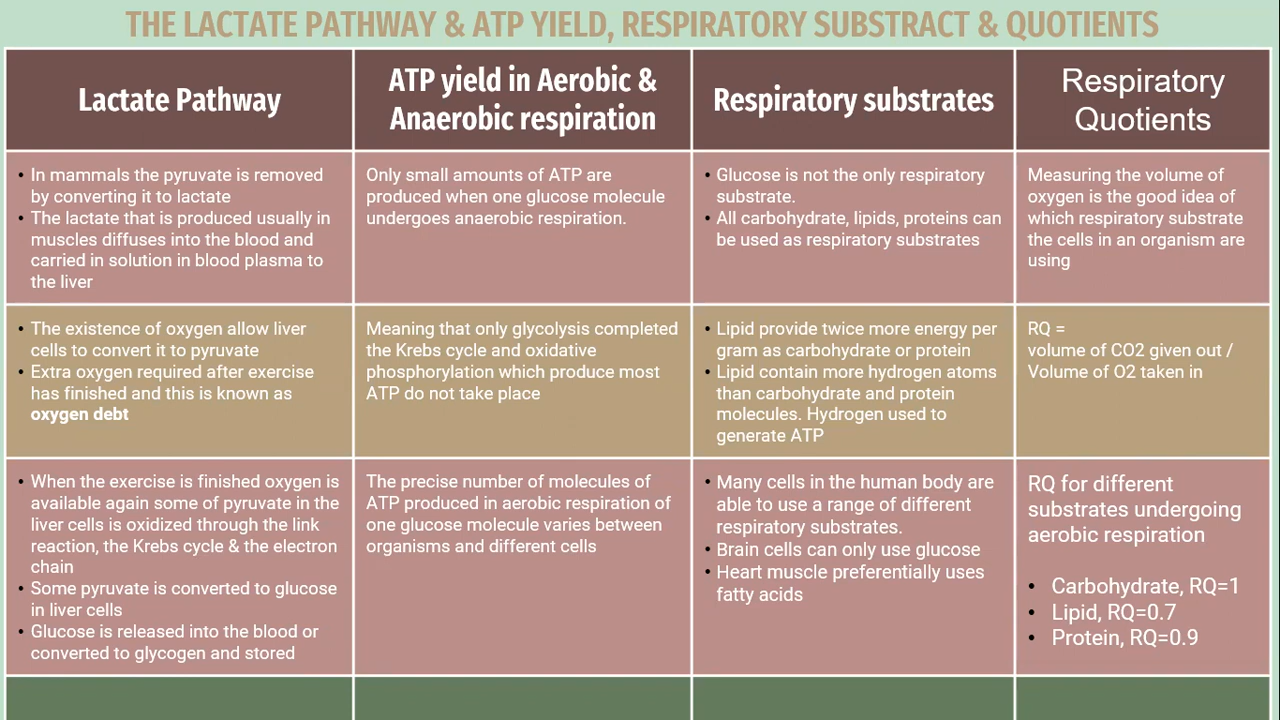 THE LACTATE PATHWAY & ATP YIELD, RESPIRATORY SUBSTRACT & QUOTIENTS
Lactate Pathway
ATP yield in Aerobic &
Anaerobic respiration
Respiratory substrates
Respiratory
Quotients
• In mammals the pyruvate is removed
by converting it to lactate
• The lactate that is produced usually in
muscles diffuses into the blood and
carried in solution in blood plasma to
the liver
Only small amounts of ATP are
produced when one glucose molecule
undergoes anaerobic respiration.
• Glucose is not the only respiratory
substrate.
• All carbohydrate, lipids, proteins can
be used as respiratory substrates
Measuring the volume of
oxygen is the good idea of
which respiratory substrate
the cells in an organism are
using
• The existence of oxygen allow liver
cells to convert it to pyruvate
• Extra oxygen required after exercise
has finished and this is known as
oxygen debt
Meaning that only glycolysis completed
the Krebs cycle and oxidative
phosphorylation which produce most
ATP do not take place
• Lipid provide twice more energy per
gram as carbohydrate or protein
• Lipid contain more hydrogen atoms
than carbohydrate and protein
molecules. Hydrogen used to
generate ATP
RQ =
volume of CO2 given out /
Volume of O2 taken in
• When the exercise is finished oxygen is
available again some of pyruvate in the
liver cells is oxidized through the link
reaction, the Krebs cycle & the electron
chain
• Some pyruvate is converted to glucose
in liver cells
• Glucose is released into the blood or
converted to glycogen and stored
The precise number of molecules of
ATP produced in aerobic respiration of
one glucose molecule varies between
organisms and different cells
• Many cells in the human body are
able to use a range of different
respiratory substrates.
• Brain cells can only use glucose
• Heart muscle preferentially uses
fatty acids
RQ for different
substrates undergoing
aerobic respiration
• Carbohydrate, RQ=1
• Lipid, RQ=0.7
• Protein, RQ=0.9